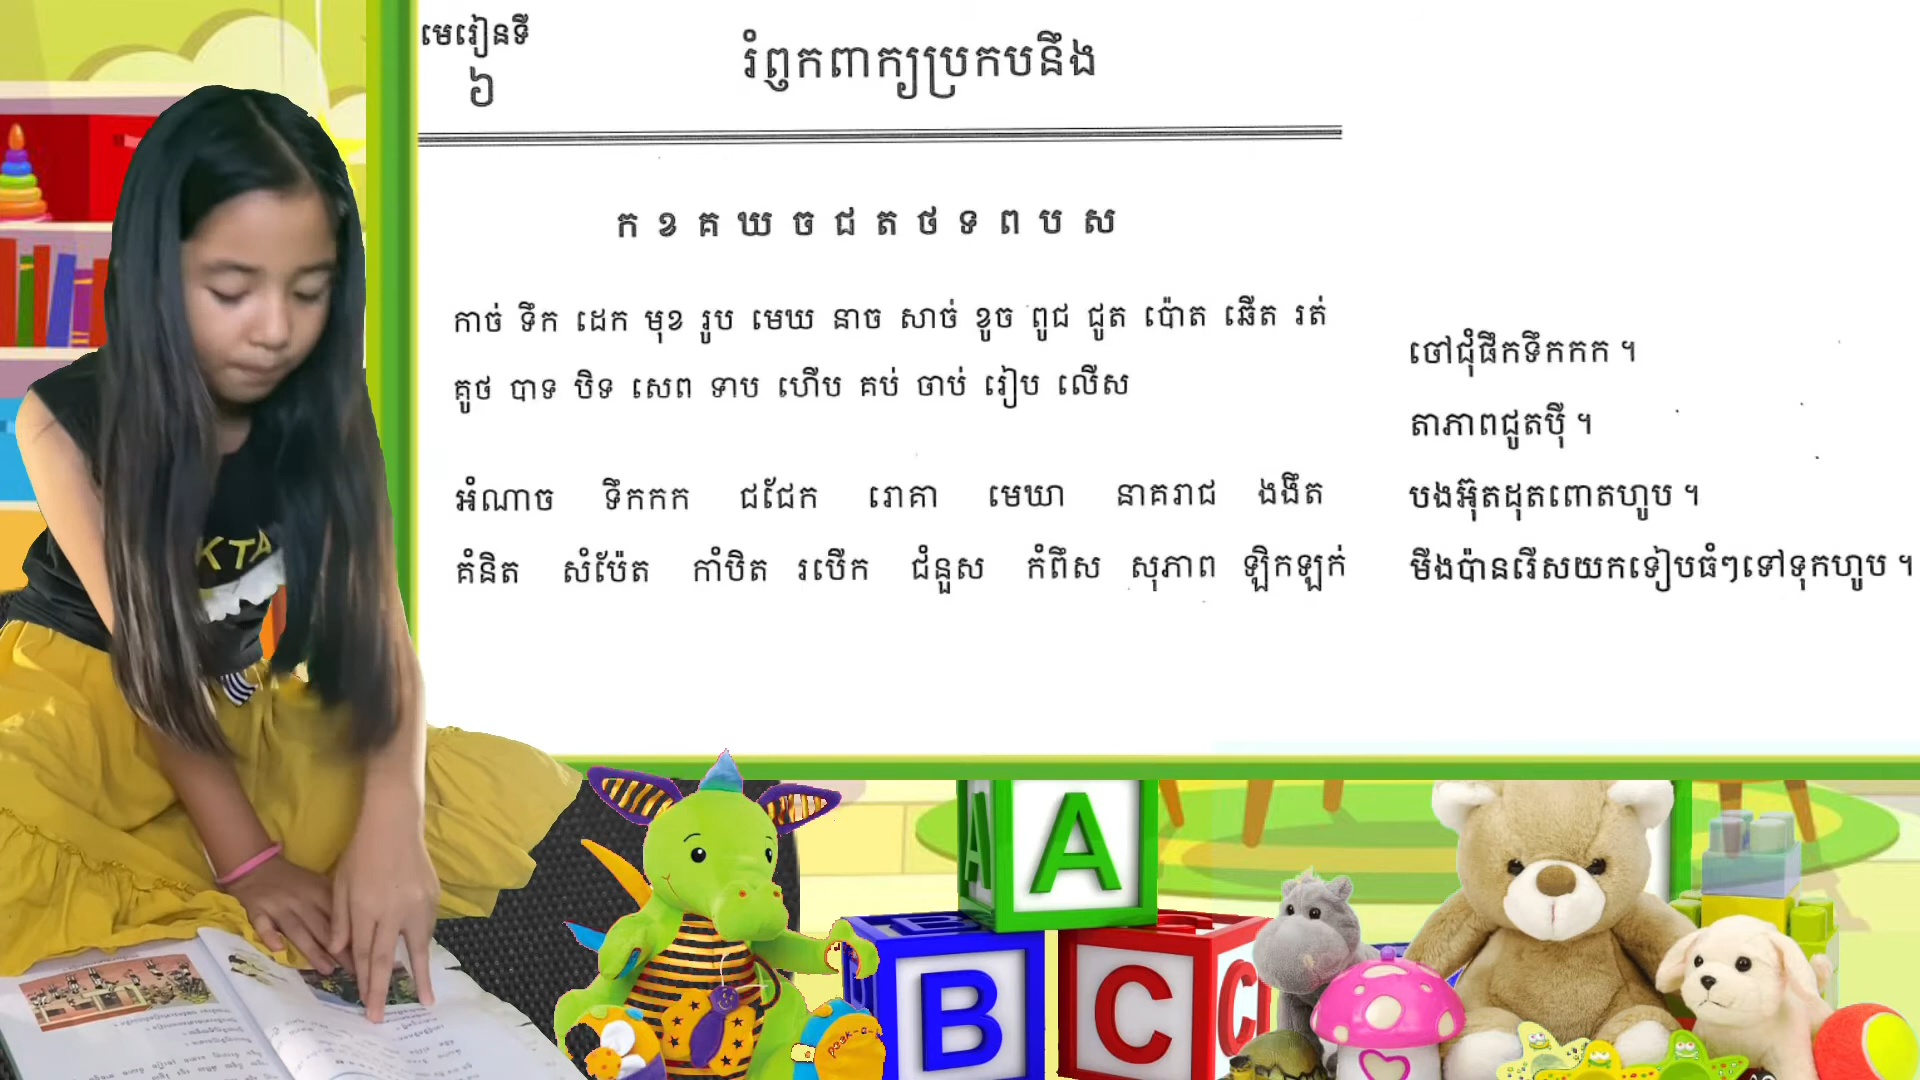 មេរៀនទី
៦
រំឭកពាក្យប្រកបនឹង
ក ខ គ ឃ ច ជ ត ថ ទ ព ប ស
កាច់ ទឹក ដេក មុខ រូប មេឃ នាច សាច់ ខូច ពូជ ជូត ប៉ោត ឆើត រត់
គូថ បាទ បិទ សេព ទាប ហើប គប់ ចាប់ រៀប លើស
អំណាច ទឹកកក ជជែក រោគា មេឃា នាគរាជ ងងឹត
គំនិត សំប៉ែត កាំបិត របើក ជំនួស កំពឹស សុភាព ឡិកឡក់
ចៅជុំផឹកទឹកកក ។
តាភាពជូតប៉ី ។
បងអ៊ុតដុតពោតហូប ។
មីងប៉ានរើសយកទៀបធំៗទៅទុកហូប ។
KTA
A
A
B
B
C
C